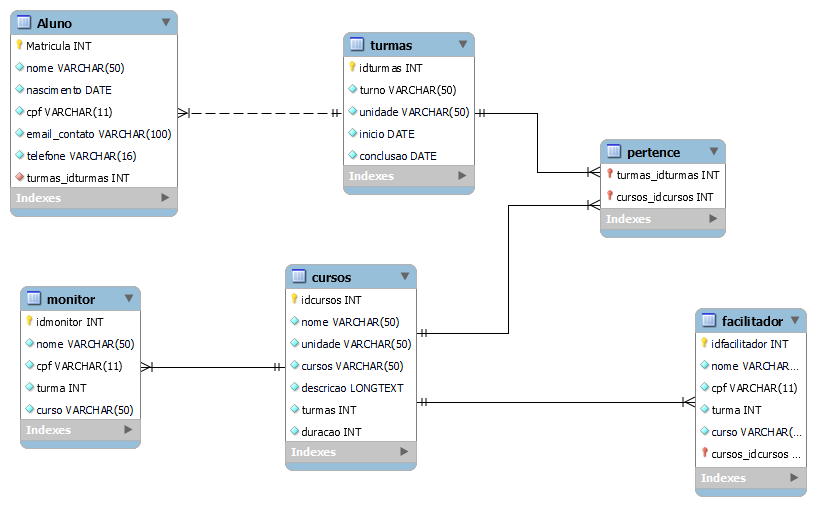 Aluno
Matricula INT
nome VARCHAR(50)
nascimento DATE
cpf VARCHAR(11)
email_contato VARCHAR(100)
telefone VARCHAR(16)
turmas_idturmas INT
Indexes
turmas
idturmas INT
turno VARCHAR(50)
unidade VARCHAR(50)
inicio DATE
conclusao DATE
Indexes
pertence
turmas_idturmas INT
cursos_idcursos INT
Indexes
monitor
idmonitor INT
nome VARCHAR(50)
cpf VARCHAR(11)
turma INT
curso VARCHAR(50)
Indexes
cursos
idcursos INT
nome VARCHAR(50)
unidade VARCHAR(50)
cursos VARCHAR(50)
descricao LONGTEXT
turmas INT
duracao INT
Indexes
facilitador
idfacilitador INT
nome VARCHAR...
cpf VARCHAR(11)
turma INT
curso VARCHAR(...
cursos_idcursos ...
Indexes